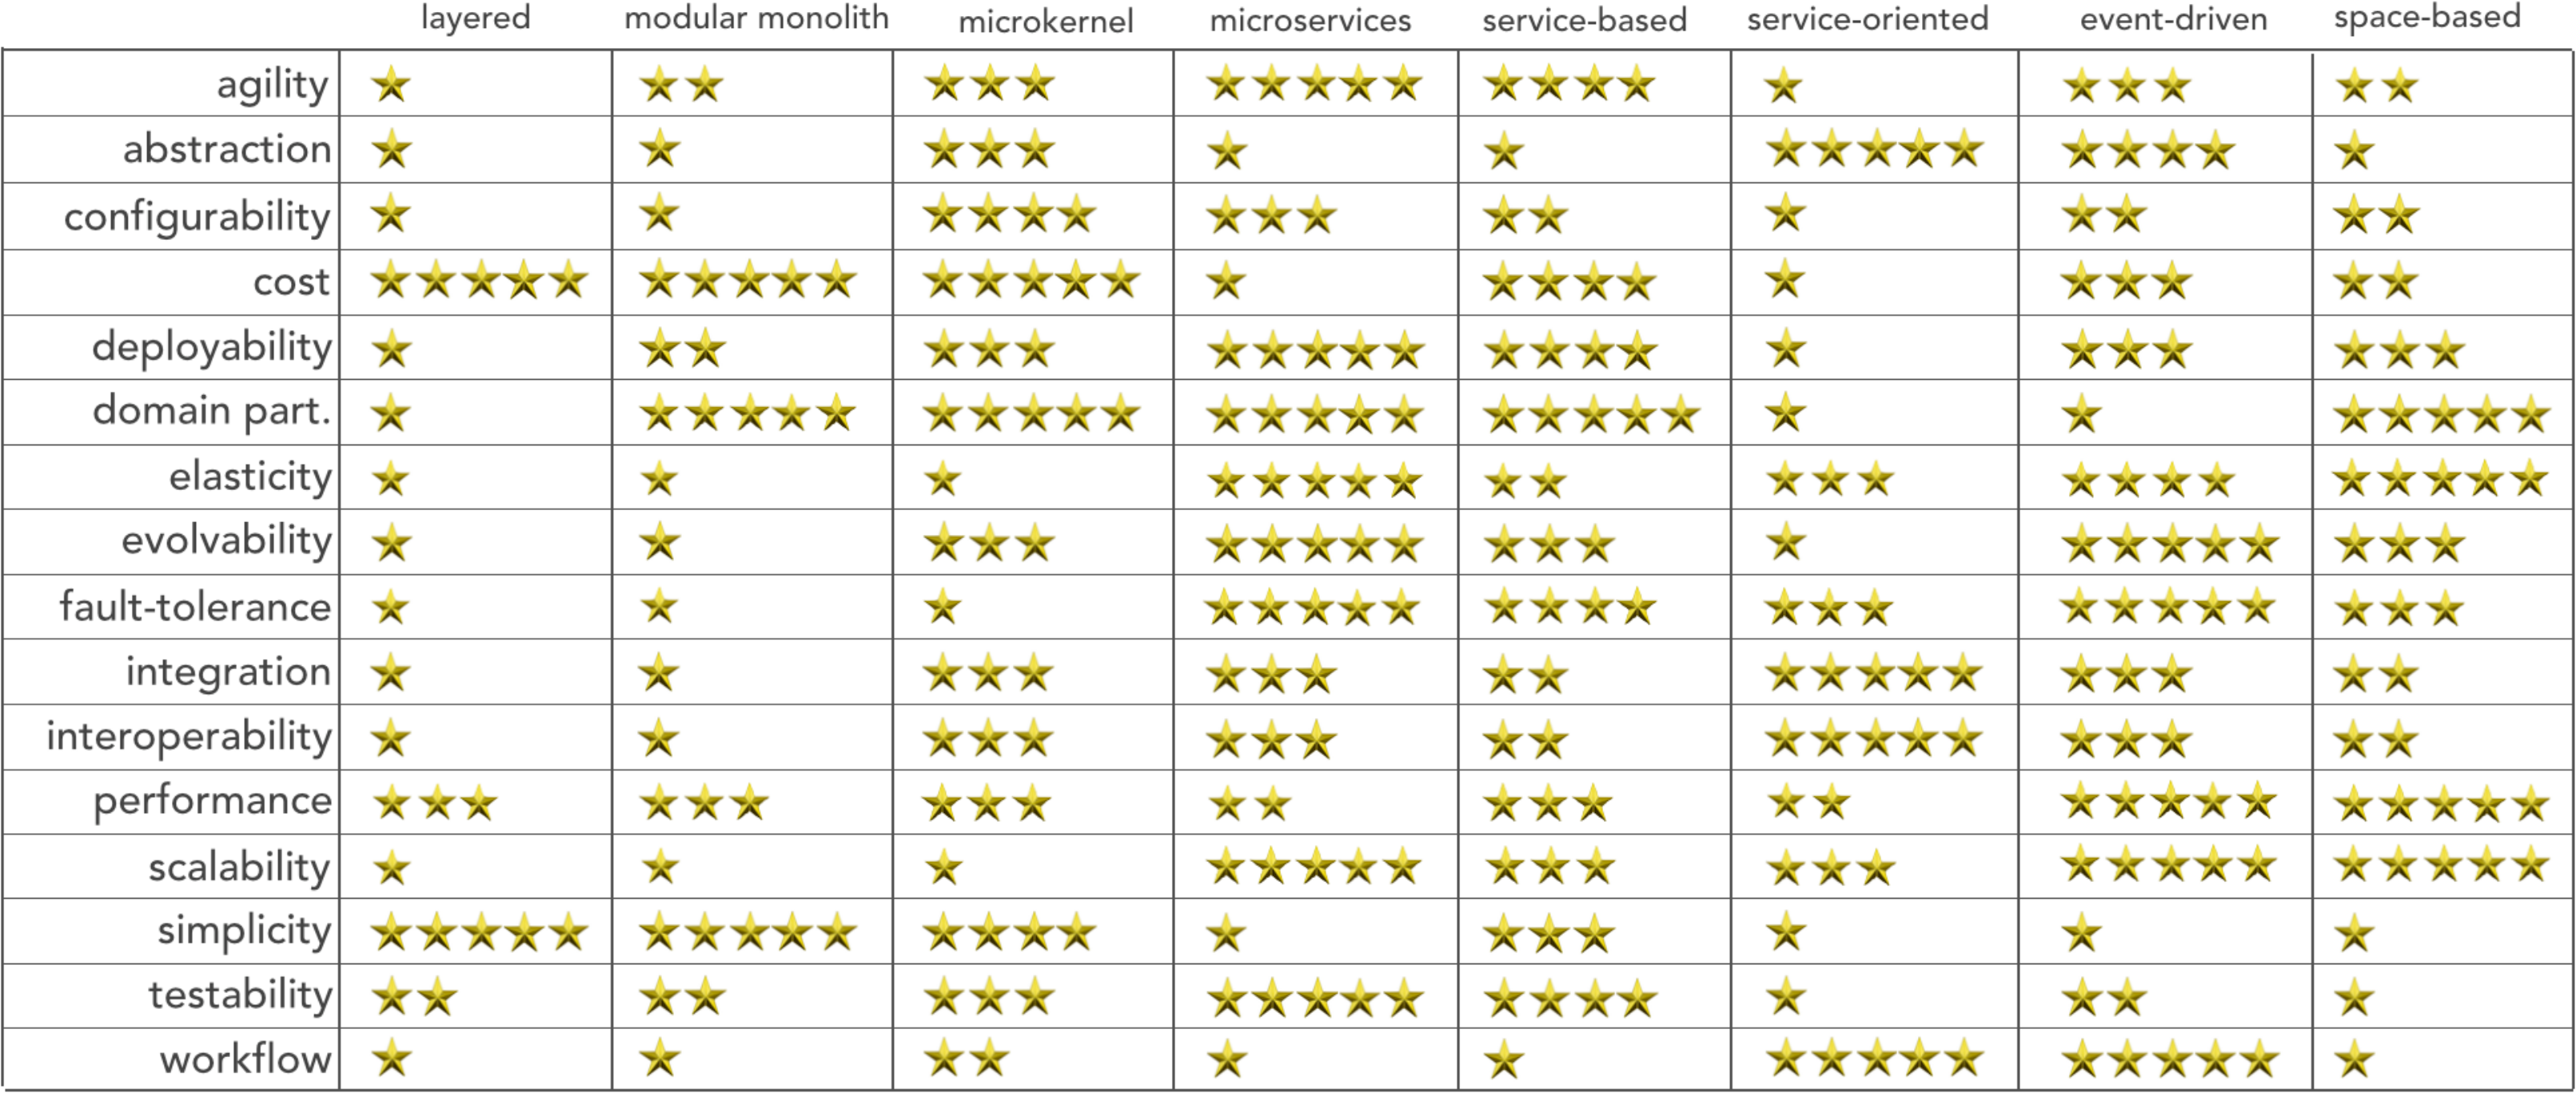 layered modular monolith microkernel microservices service-based service-oriented event-driven space-based
agility
abstraction
configurability
cost
deployability
domain part.
elasticity
evolvability
fault-tolerance
integration
interoperability
performance
scalability
simplicity
testability
workflow